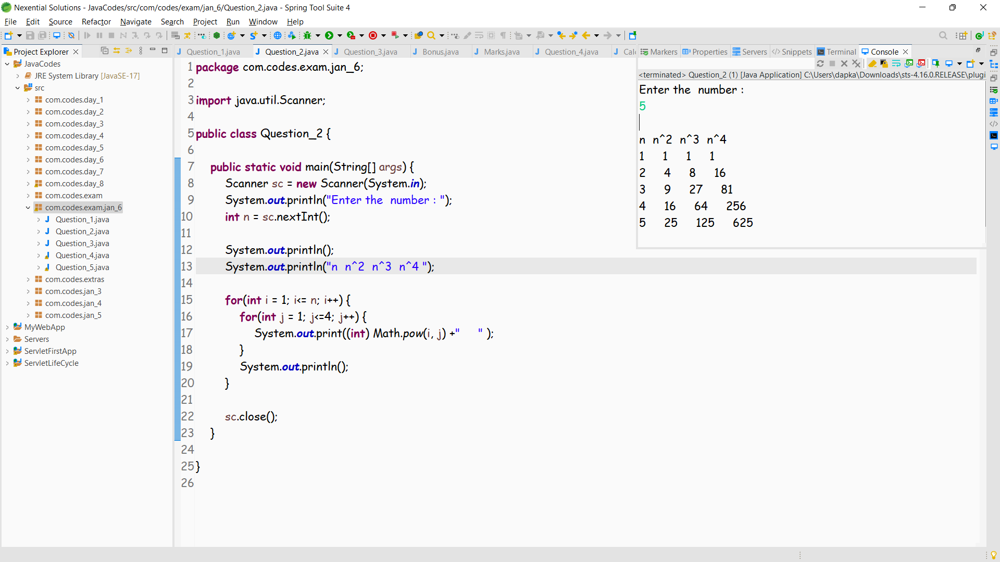 Nexential Solutions - JavaCodes/src/com/codes/exam/jan_6/Question_2.java - Spring Tool Suite 4
File Edit Source Refactor Navigate Search Project Run Window Help
Project Explorer
JavaCodes
JRE System Library [JavaSE-17]
src
com.codes.day_1
com.codes.day_2
com.codes.day_3
com.codes.day_4
com.codes.day_5
com.codes.day_6
com.codes.day_7
com.codes.day_8
com.codes.exam
com.codes.exam.jan_6
Question_1.java
Question_2.java
Question_3.java
Question_4.java
Question_5.java
com.codes.extras
com.codes.jan_3
com.codes.jan_4
com.codes.jan_5
MyWebApp
Servers
ServletFirstApp
ServletLifeCycle
Question_1.java Question_2.java Question_3.java Bonus.java Marks.java Question_4.java
1 package com.codes.exam.jan_6;
2
3 import java.util.Scanner;
4
5 public class Question_2 {
6
7 public static void main(String[] args) {
8 Scanner sc = new Scanner(System.in);
9 System.out.println("Enter the  number : ");
10 int n = sc.nextInt();
11
12 System.out.println();
13 System.out.println("n  n^2  n^3  n^4 ");
14
15 for(int i = 1; i<= n; i++) {
16 for(int j = 1; j<=4; j++) {
17 System.out.print((int) Math.pow(i, j) +"     " );
18 }
19 System.out.println();
20 }
21
22 sc.close();
23 }
24
25 }
26
Markers Properties Servers Snippets Terminal Console
<terminated> Question_2 (1) [Java Application] C:\Users\dapka\Downloads\sts-4.16.0.RELEASE\plugi
Enter the  number :
5
n  n^2  n^3  n^4
1     1     1     1
2     4     8     16
3     9     27     81
4     16     64     256
5     25     125     625